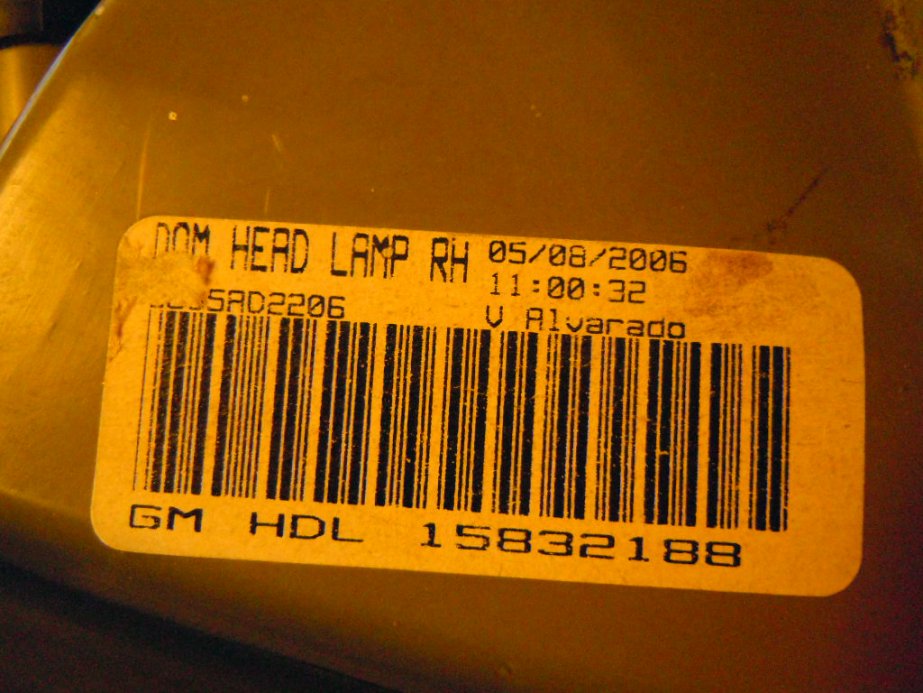 DOM HEAD LAMP RH 05/08/2006
11:00:32
V Alvarado
GM HDL 15832188